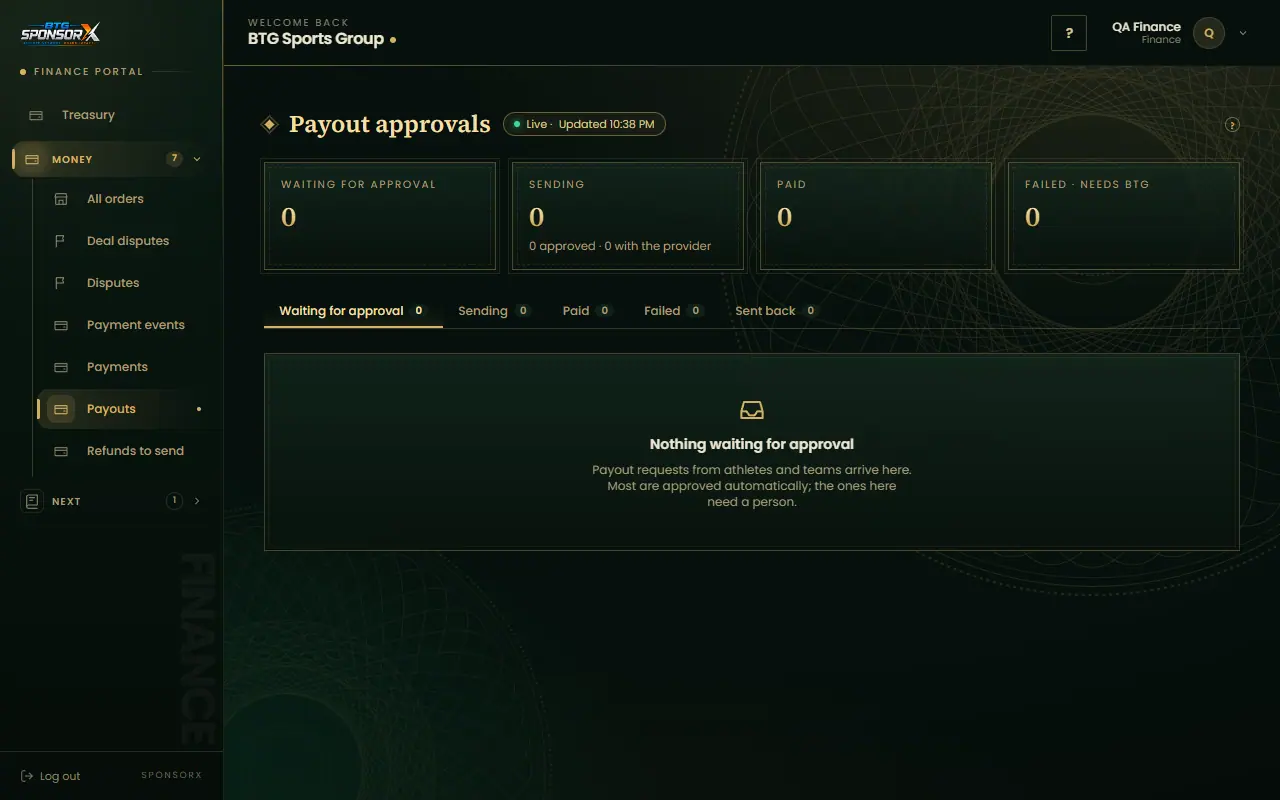 BTG
SPONSORX
FINANCE PORTAL
Treasury
MONEY 7
All orders
Deal disputes
Disputes
Payment events
Payments
Payouts
Refunds to send
NEXT 1
FINANCE
Log out SPONSORX
WELCOME BACK
BTG Sports Group
?
QA Finance
Finance
Q
Payout approvals
Live · Updated 10:38 PM
?
WAITING FOR APPROVAL
0
SENDING
0
0 approved · 0 with the provider
PAID
0
FAILED · NEEDS BTG
0
Waiting for approval 0 Sending 0 Paid 0 Failed 0 Sent back 0
Nothing waiting for approval
Payout requests from athletes and teams arrive here.
Most are approved automatically; the ones here
need a person.